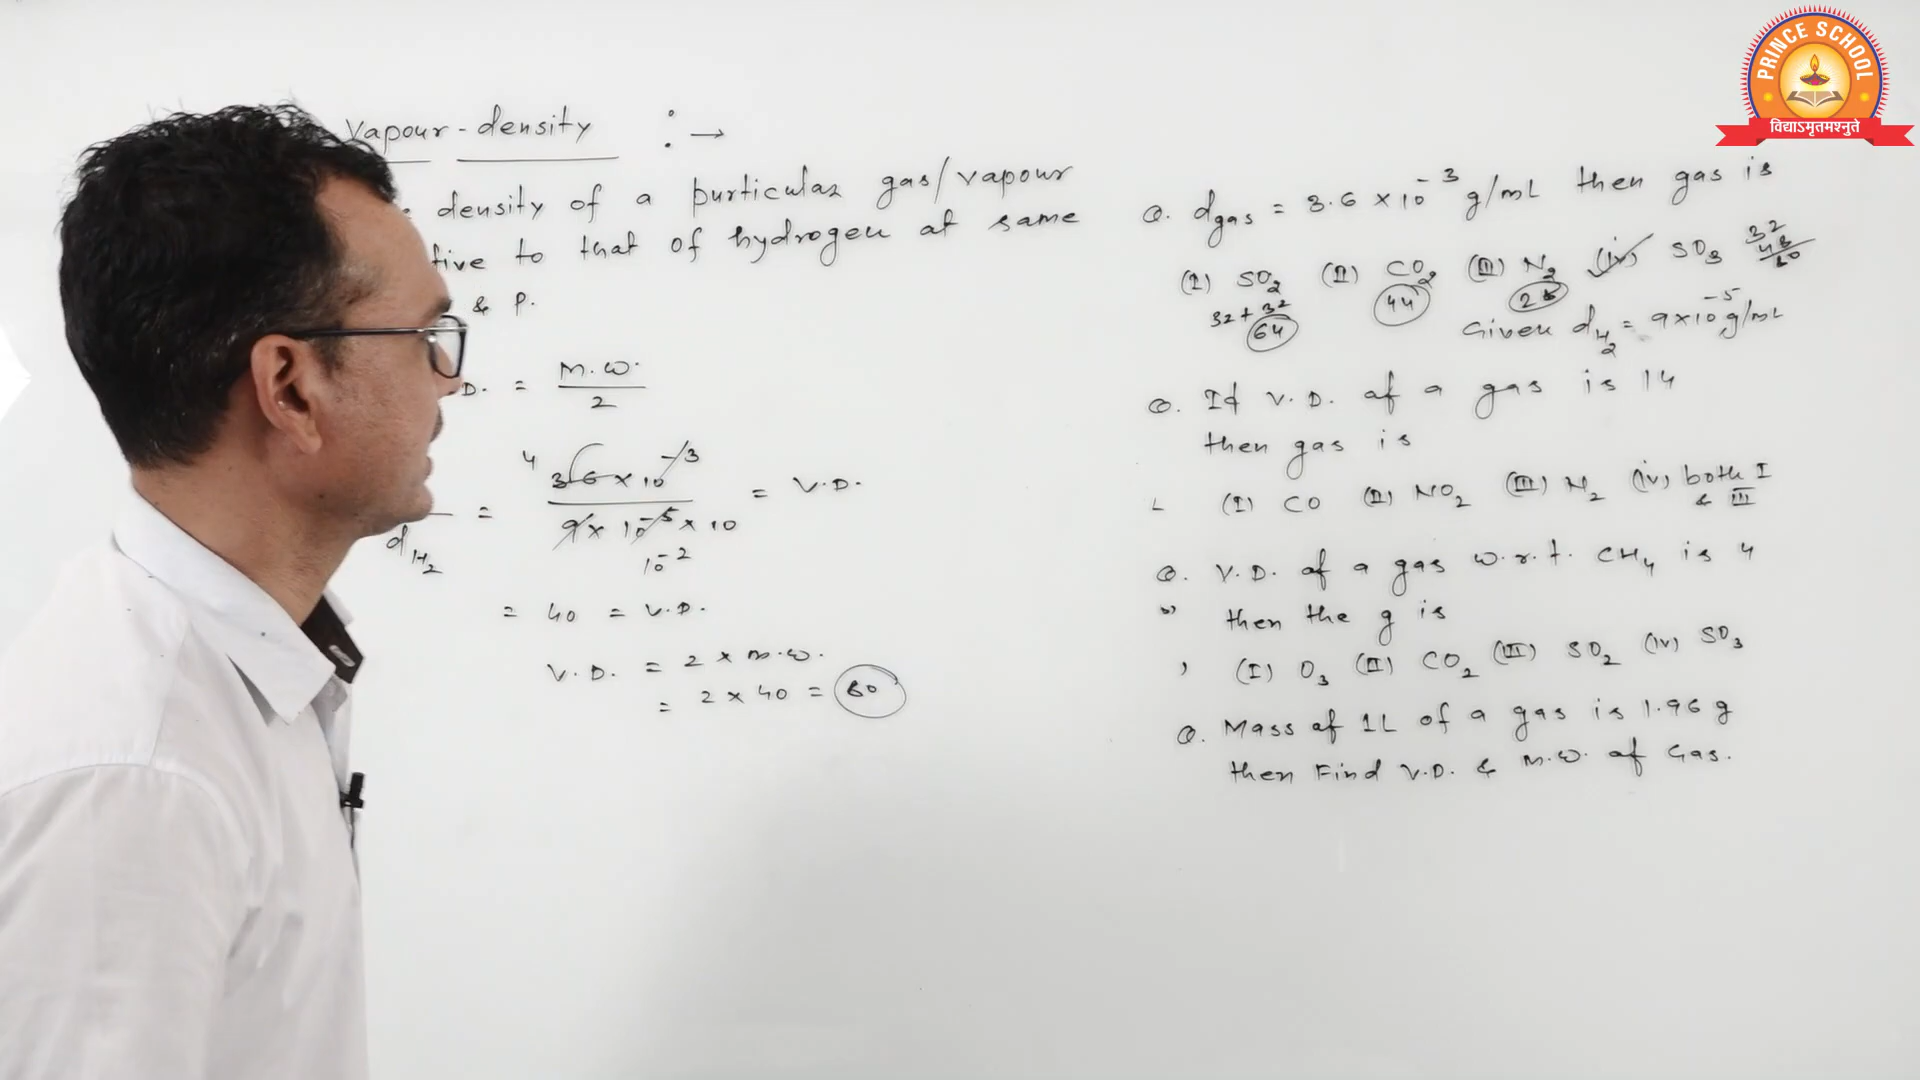 Vapour-density :→
density of a purticular gas/vapour
tive to that of hydrogen at same
& P.
D. = M.W. / 2
4 36 × 10⁻³
= = V.D.
9 × 10⁻⁵ × 10
dH₂
10⁻²
= 40 = V.D.
V.D. = 2 × M.W.
= 2 × 40 = 80
Q. dgas = 3.6 × 10⁻³ g/mL then gas is
(I) SO₂ (II) CO₂ (III) N₂ (iv) SO₃ 32
48
80
32 + 32
64 44 28
Given dH₂ = 9×10⁻⁵ g/mL
Q. If V.D. of a gas is 14
then gas is
(I) CO (II) NO₂ (III) N₂ (iv) both I
& III
Q. V.D. of a gas w.r.t. CH₄ is 4
then the g is
(I) O₃ (II) CO₂ (III) SO₂ (iv) SO₃
Q. Mass of 1L of a gas is 1.96 g
then Find V.D. & M.W. of Gas.
PRINCE SCHOOL
विद्याऽमृतमश्नुते